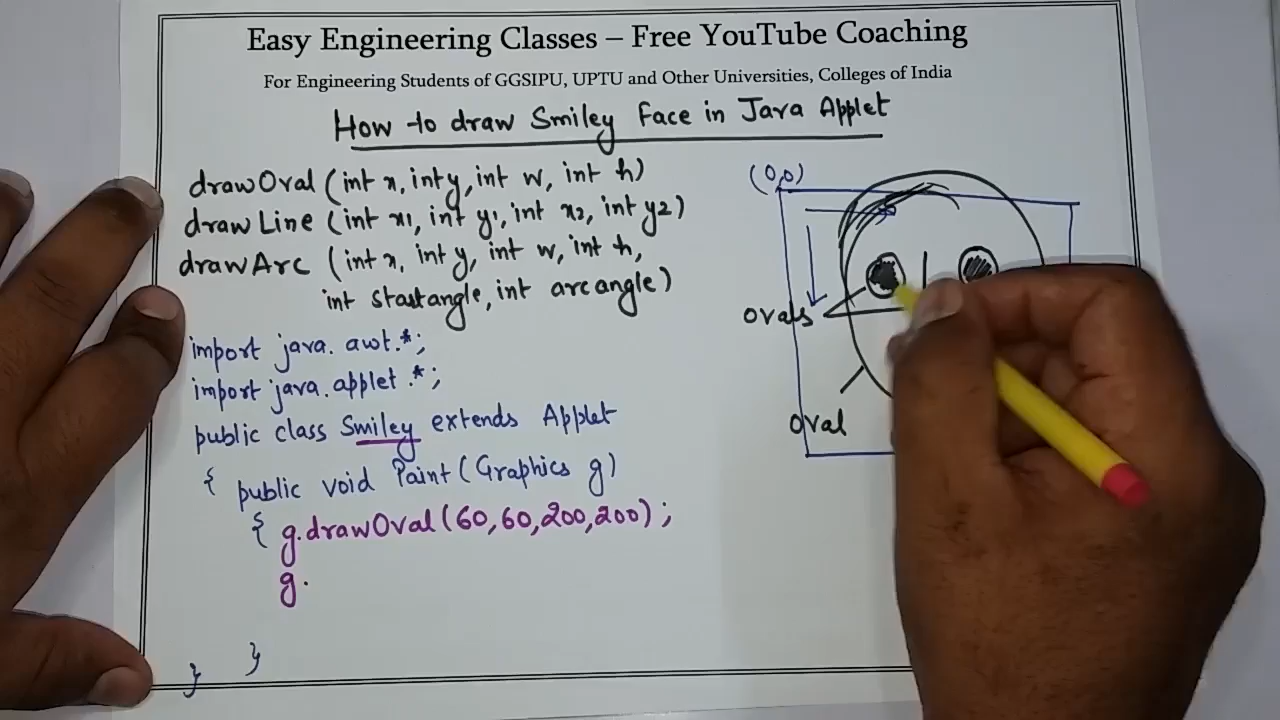 Easy Engineering Classes – Free YouTube Coaching
For Engineering Students of GGSIPU, UPTU and Other Universities, Colleges of India
How to draw Smiley Face in Java Applet
drawOval (int x, int y, int w, int h)
drawLine (int x1, int y1, int x2, int y2)
drawArc (int x, int y, int w, int h,
int startangle, int arcangle)
import java.awt.*;
import java.applet.*;
public class Smiley extends Applet
{ public void Paint(Graphics g)
{ g.drawOval(60,60,200,200);
g.
}
}
(0,0)
ovals
oval